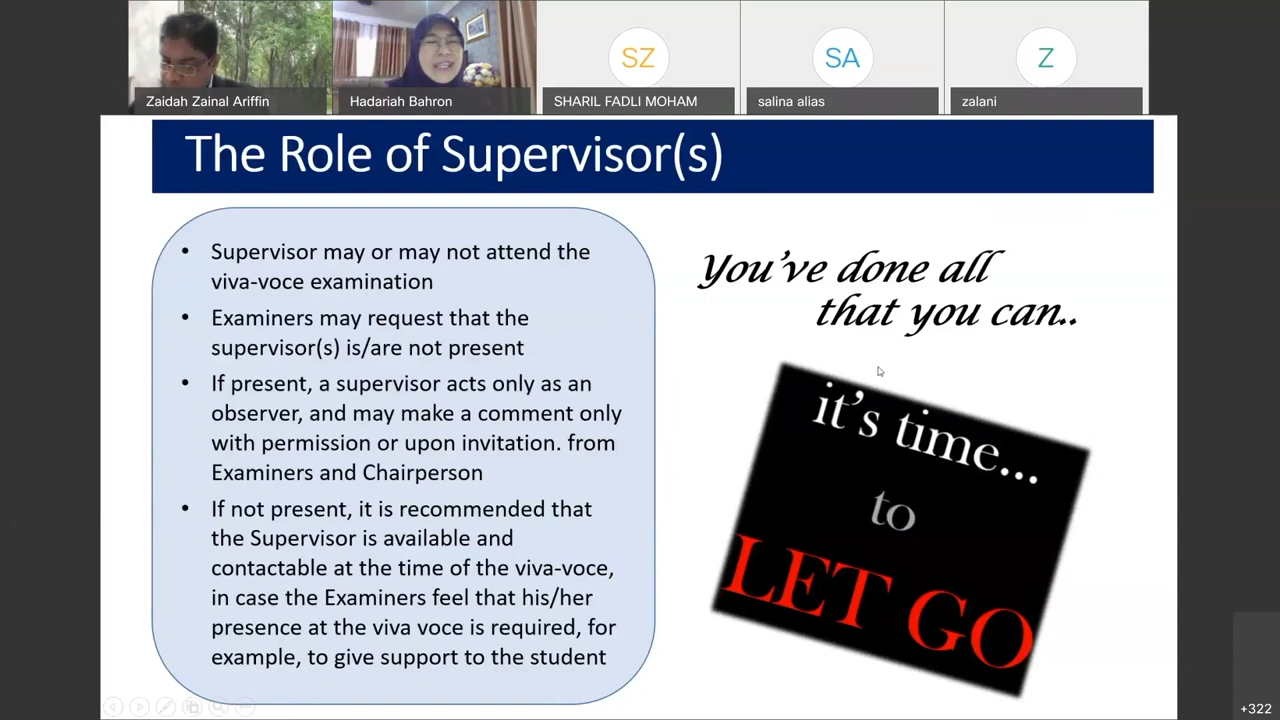 SZ
SA
Z
Zaidah Zainal Ariffin
Hadariah Bahron
SHARIL FADLI MOHAM
salina alias
zalani
The Role of Supervisor(s)
• Supervisor may or may not attend the
viva-voce examination
• Examiners may request that the
supervisor(s) is/are not present
• If present, a supervisor acts only as an
observer, and may make a comment only
with permission or upon invitation. from
Examiners and Chairperson
• If not present, it is recommended that
the Supervisor is available and
contactable at the time of the viva-voce,
in case the Examiners feel that his/her
presence at the viva voce is required, for
example, to give support to the student
You've done all
that you can..
it's time...
to
LET GO
+322